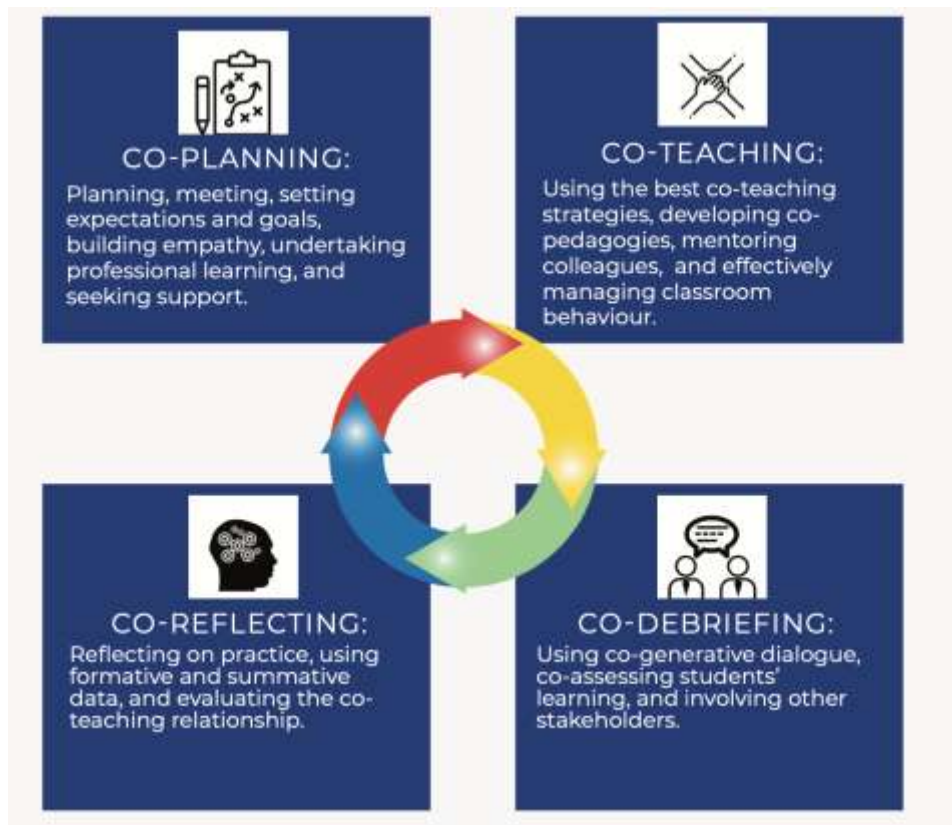 CO-PLANNING:
Planning, meeting, setting
expectations and goals,
building empathy, undertaking
professional learning, and
seeking support.
CO-TEACHING:
Using the best co-teaching
strategies, developing co-
pedagogies, mentoring
colleagues, and effectively
managing classroom
behaviour.
CO-REFLECTING:
Reflecting on practice, using
formative and summative
data, and evaluating the co-
teaching relationship.
CO-DEBRIEFING:
Using co-generative dialogue,
co-assessing students'
learning, and involving other
stakeholders.